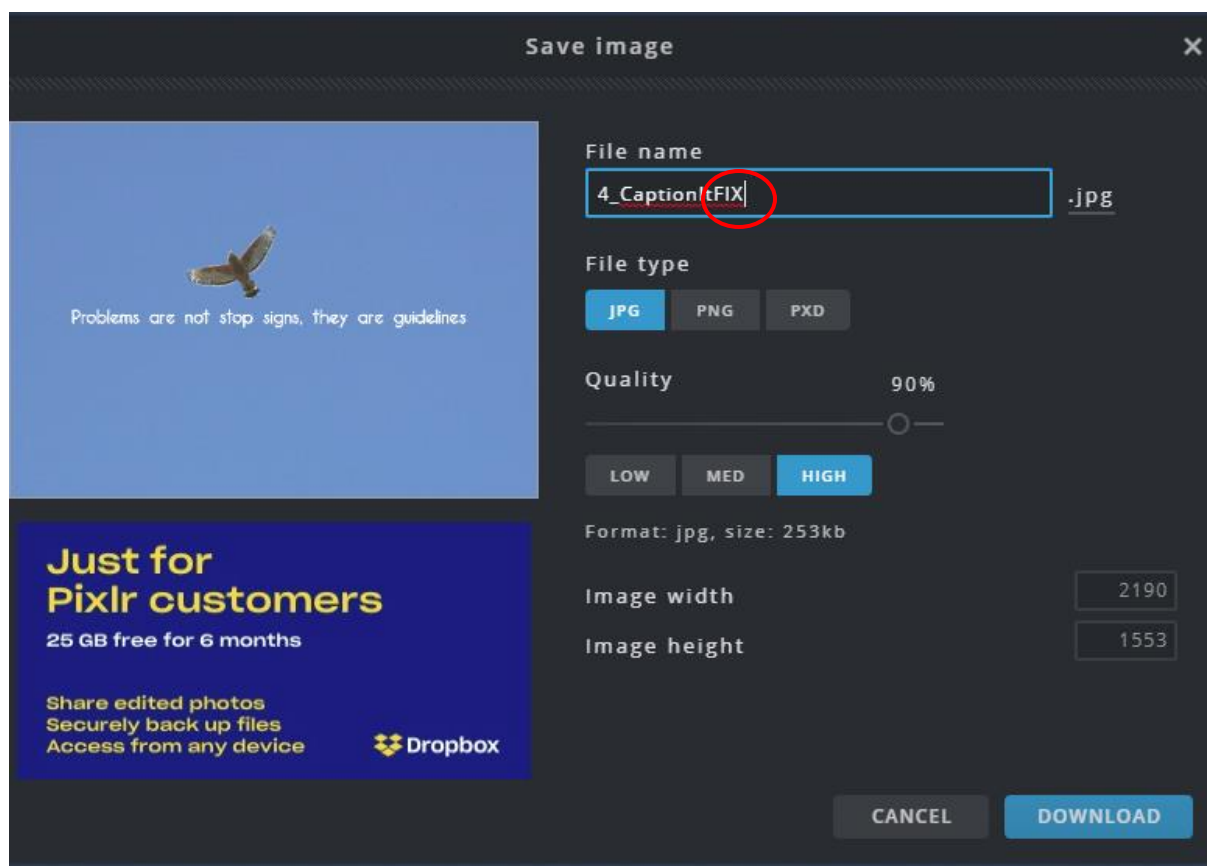 Save image
Problems are not stop signs, they are guidelines
Just for
Pixlr customers
25 GB free for 6 months
Share edited photos
Securely back up files
Access from any device
Dropbox
File name
4_CaptionItFIX
.jpg
File type
JPG PNG PXD
Quality 90%
LOW MED HIGH
Format: jpg, size: 253kb
Image width 2190
Image height 1553
CANCEL DOWNLOAD